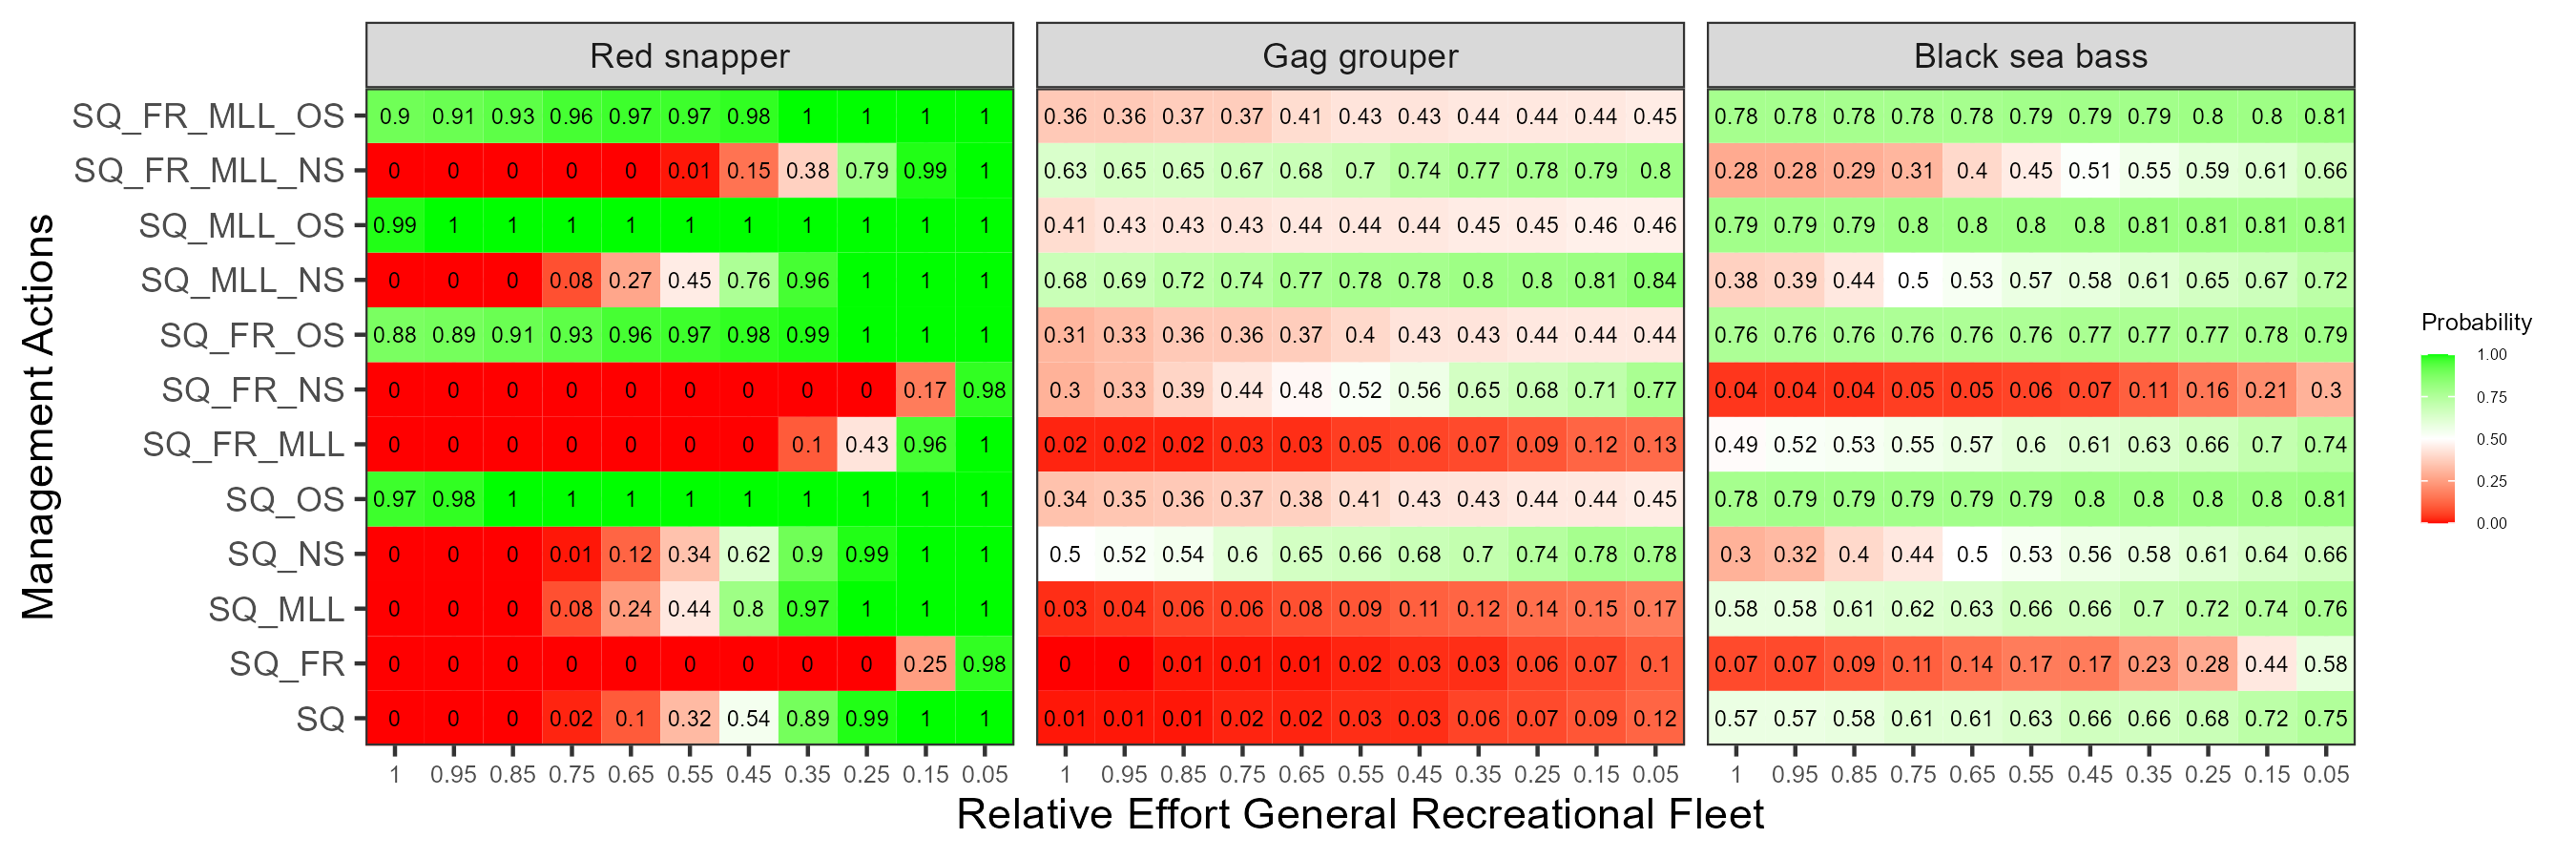 Red snapper Gag grouper Black sea bass
SQ_FR_MLL_OS 0.9 0.91 0.93 0.96 0.97 0.97 0.98 1 1 1 1 0.36 0.36 0.37 0.37 0.41 0.43 0.43 0.44 0.44 0.44 0.45 0.78 0.78 0.78 0.78 0.78 0.79 0.79 0.79 0.8 0.8 0.81
SQ_FR_MLL_NS 0 0 0 0 0 0.01 0.15 0.38 0.79 0.99 1 0.63 0.65 0.65 0.67 0.68 0.7 0.74 0.77 0.78 0.79 0.8 0.28 0.28 0.29 0.31 0.4 0.45 0.51 0.55 0.59 0.61 0.66
SQ_MLL_OS 0.99 1 1 1 1 1 1 1 1 1 1 0.41 0.43 0.43 0.43 0.44 0.44 0.44 0.45 0.45 0.46 0.46 0.79 0.79 0.79 0.8 0.8 0.8 0.8 0.81 0.81 0.81 0.81
SQ_MLL_NS 0 0 0 0.08 0.27 0.45 0.76 0.96 1 1 1 0.68 0.69 0.72 0.74 0.77 0.78 0.78 0.8 0.8 0.81 0.84 0.38 0.39 0.44 0.5 0.53 0.57 0.58 0.61 0.65 0.67 0.72
SQ_FR_OS 0.88 0.89 0.91 0.93 0.96 0.97 0.98 0.99 1 1 1 0.31 0.33 0.36 0.36 0.37 0.4 0.43 0.43 0.44 0.44 0.44 0.76 0.76 0.76 0.76 0.76 0.76 0.77 0.77 0.77 0.78 0.79
SQ_FR_NS 0 0 0 0 0 0 0 0 0 0.17 0.98 0.3 0.33 0.39 0.44 0.48 0.52 0.56 0.65 0.68 0.71 0.77 0.04 0.04 0.04 0.05 0.05 0.06 0.07 0.11 0.16 0.21 0.3
SQ_FR_MLL 0 0 0 0 0 0 0 0.1 0.43 0.96 1 0.02 0.02 0.02 0.03 0.03 0.05 0.06 0.07 0.09 0.12 0.13 0.49 0.52 0.53 0.55 0.57 0.6 0.61 0.63 0.66 0.7 0.74
SQ_OS 0.97 0.98 1 1 1 1 1 1 1 1 1 0.34 0.35 0.36 0.37 0.38 0.41 0.43 0.43 0.44 0.44 0.45 0.78 0.79 0.79 0.79 0.79 0.79 0.8 0.8 0.8 0.8 0.81
SQ_NS 0 0 0 0.01 0.12 0.34 0.62 0.9 0.99 1 1 0.5 0.52 0.54 0.6 0.65 0.66 0.68 0.7 0.74 0.78 0.78 0.3 0.32 0.4 0.44 0.5 0.53 0.56 0.58 0.61 0.64 0.66
SQ_MLL 0 0 0 0.08 0.24 0.44 0.8 0.97 1 1 1 0.03 0.04 0.06 0.06 0.08 0.09 0.11 0.12 0.14 0.15 0.17 0.58 0.58 0.61 0.62 0.63 0.66 0.66 0.7 0.72 0.74 0.76
SQ_FR 0 0 0 0 0 0 0 0 0 0.25 0.98 0 0 0.01 0.01 0.01 0.02 0.03 0.03 0.06 0.07 0.1 0.07 0.07 0.09 0.11 0.14 0.17 0.17 0.23 0.28 0.44 0.58
SQ 0 0 0 0.02 0.1 0.32 0.54 0.89 0.99 1 1 0.01 0.01 0.01 0.02 0.02 0.03 0.03 0.06 0.07 0.09 0.12 0.57 0.57 0.58 0.61 0.61 0.63 0.66 0.66 0.68 0.72 0.75
1 0.95 0.85 0.75 0.65 0.55 0.45 0.35 0.25 0.15 0.05 1 0.95 0.85 0.75 0.65 0.55 0.45 0.35 0.25 0.15 0.05 1 0.95 0.85 0.75 0.65 0.55 0.45 0.35 0.25 0.15 0.05
Relative Effort General Recreational Fleet
Management Actions
Probability
1.00
0.75
0.50
0.25
0.00